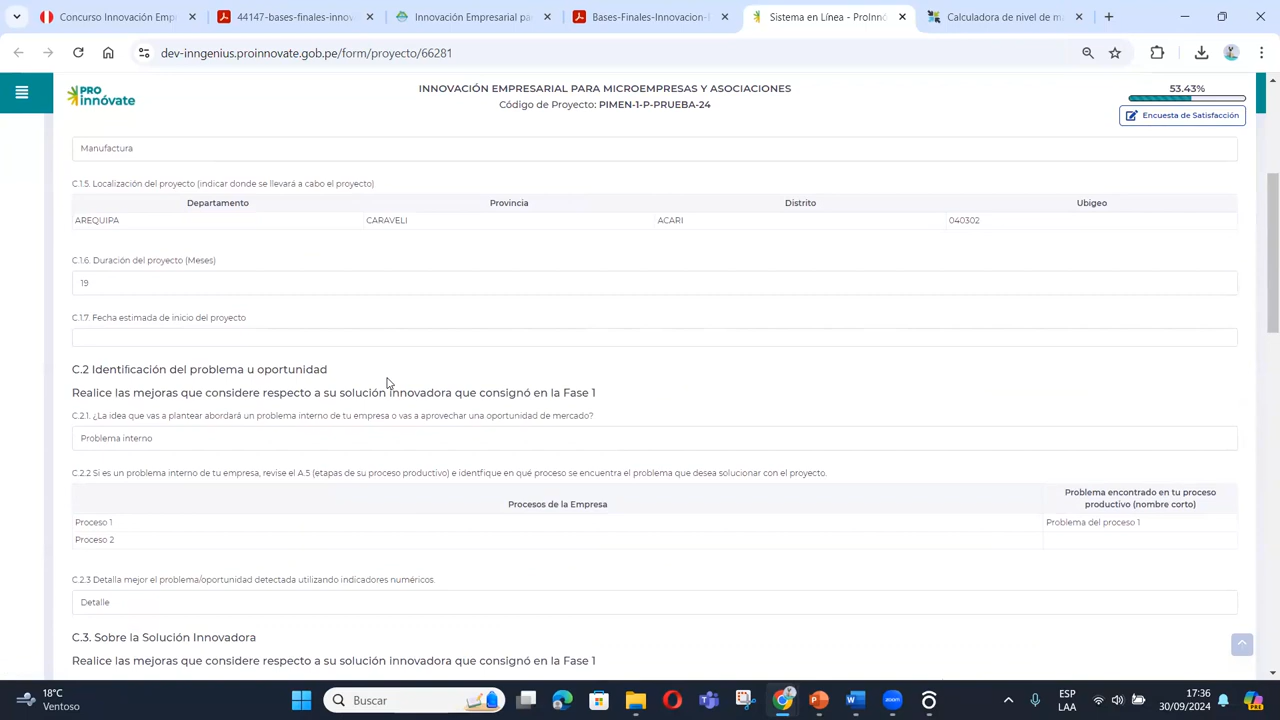 Concurso Innovación Emp
44147-bases-finales-innov
Innovación Empresarial pa
Bases-Finales-Innovacion-
Sistema en Línea - ProInn
Calculadora de nivel de m
dev-inngenius.proinnovate.gob.pe/form/proyecto/66281
PRO
innóvate
INNOVACIÓN EMPRESARIAL PARA MICROEMPRESAS Y ASOCIACIONES
Código de Proyecto: PIMEN-1-P-PRUEBA-24
53.43%
Encuesta de Satisfacción
Manufactura
C.1.5. Localización del proyecto (indicar donde se llevará a cabo el proyecto)
Departamento Provincia Distrito Ubigeo
AREQUIPA CARAVELI ACARI 040302
C.1.6. Duración del proyecto (Meses)
19
C.1.7. Fecha estimada de inicio del proyecto
C.2 Identificación del problema u oportunidad
Realice las mejoras que considere respecto a su solución innovadora que consignó en la Fase 1
C.2.1. ¿La idea que vas a plantear abordará un problema interno de tu empresa o vas a aprovechar una oportunidad de mercado?
Problema interno
C.2.2 Si es un problema interno de tu empresa, revise el A.5 (etapas de su proceso productivo) e identfique en qué proceso se encuentra el problema que desea solucionar con el proyecto.
Procesos de la Empresa
Problema encontrado en tu proceso
productivo (nombre corto)
Proceso 1 Problema del proceso 1
Proceso 2
C.2.3 Detalla mejor el problema/oportunidad detectada utilizando indicadores numéricos.
Detalle
C.3. Sobre la Solución Innovadora
Realice las mejoras que considere respecto a su solución innovadora que consignó en la Fase 1
18°C
Ventoso
Buscar
ESP
LAA
17:36
30/09/2024